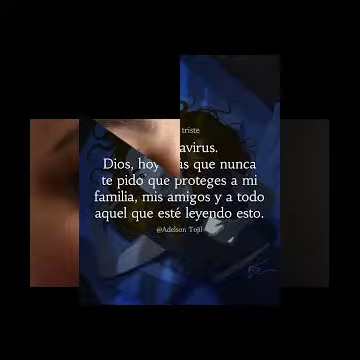 triste
avirus.
Dios, hoy que nunca
te pido que proteges a mi
familia, mis amigos y a todo
aquel que esté leyendo esto.
@Adelson Tojil